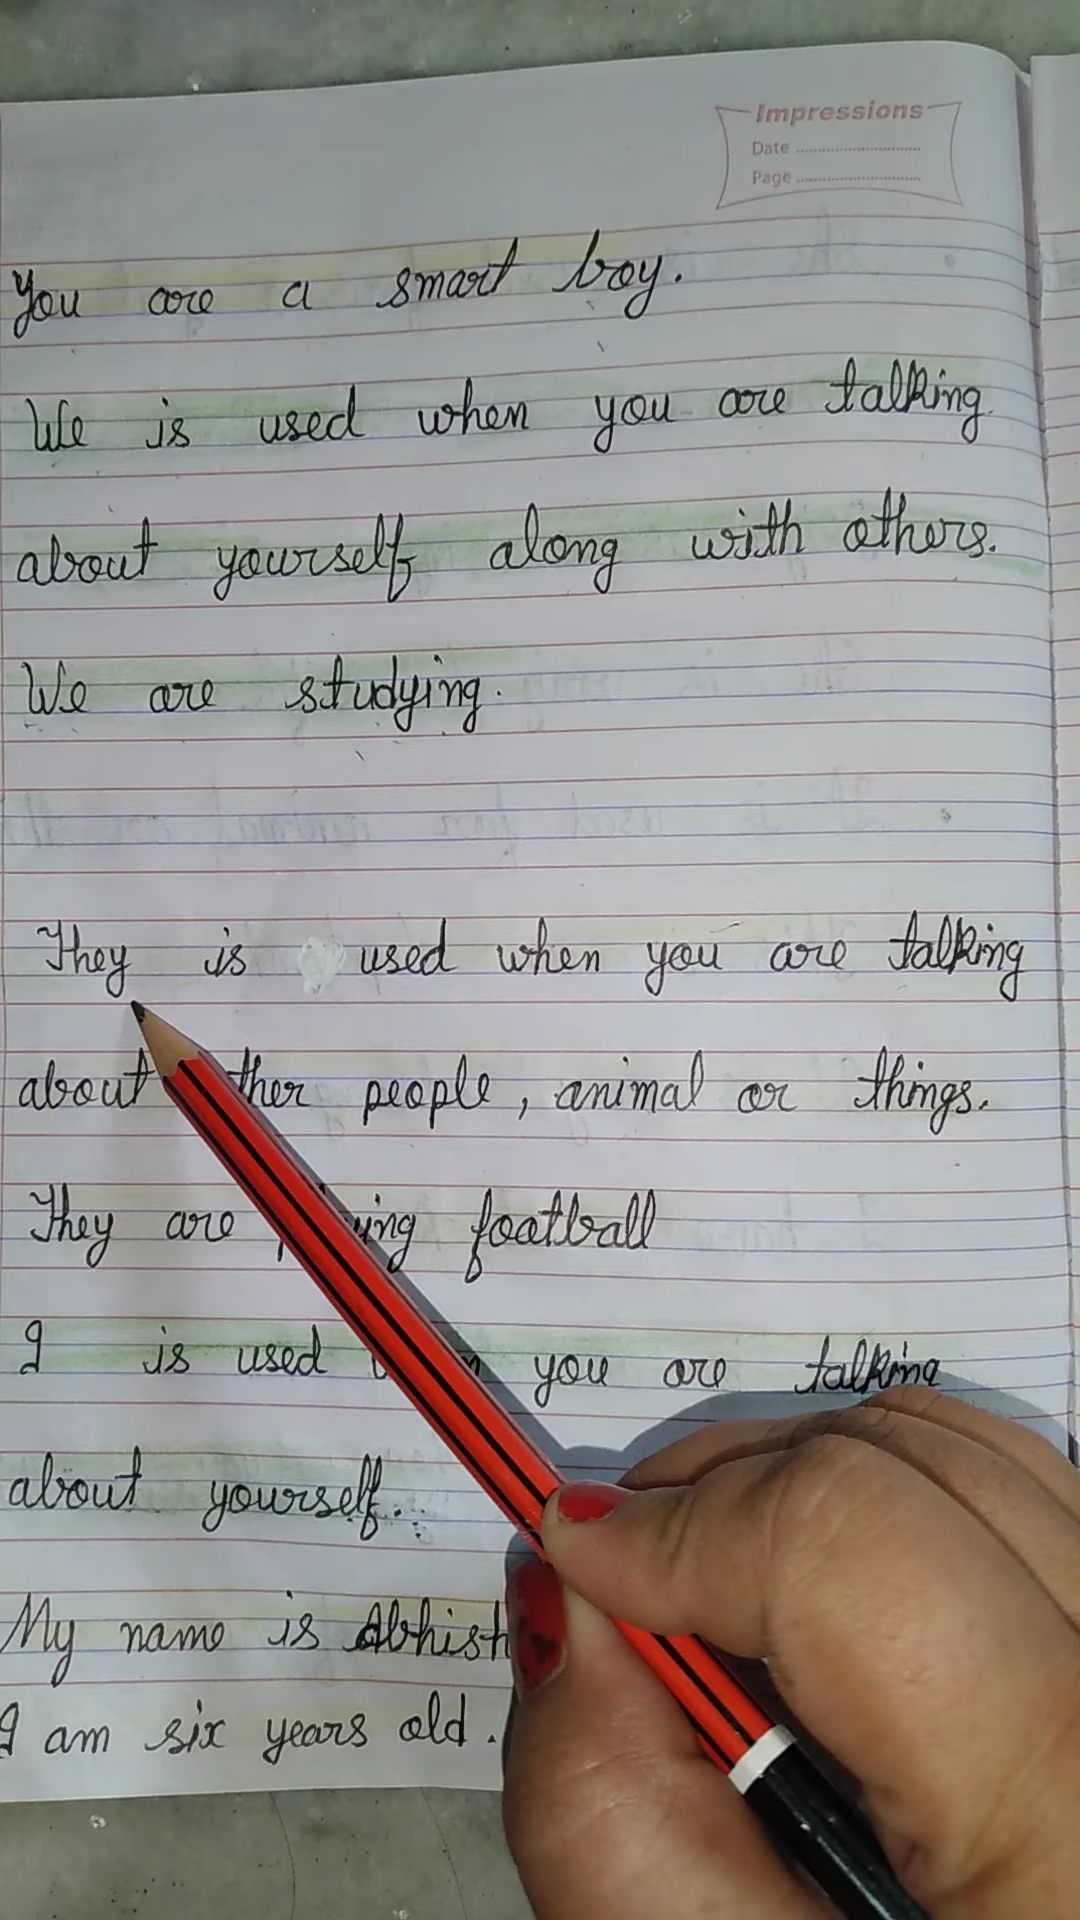 Impressions
Date
Page
You are a smart boy.
We is used when you are talking
about yourself along with others.
We are studying.
They is used when you are talking
about people, animal or things.
They are football
I is used you are talking
about yourself.
My name is
I am six years old.